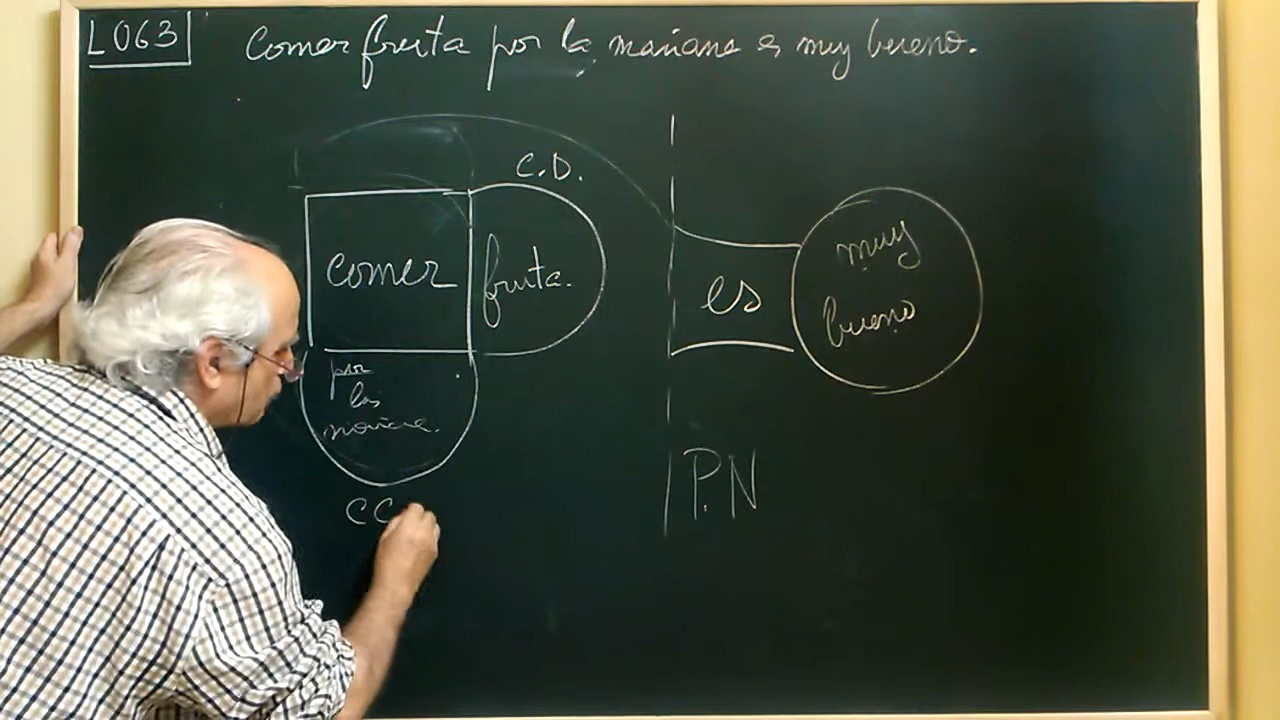 L063
Comer fruta por la mañana es muy bueno.
C.D.
comer
fruta.
es
muy
bueno
por
la
mañana.
CC
P.N